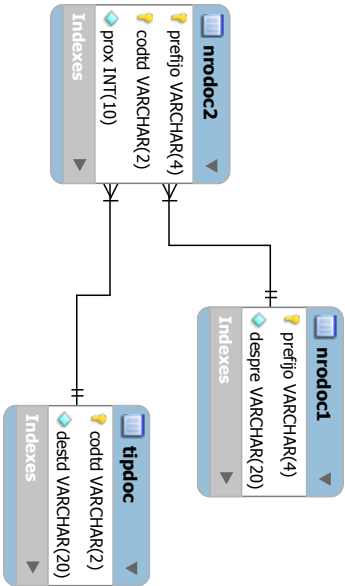 nrodoc2
prefijo VARCHAR(4)
codtd VARCHAR(2)
prox INT(10)
Indexes
nrodoc1
prefijo VARCHAR(4)
despre VARCHAR(20)
Indexes
tipdoc
codtd VARCHAR(2)
destd VARCHAR(20)
Indexes